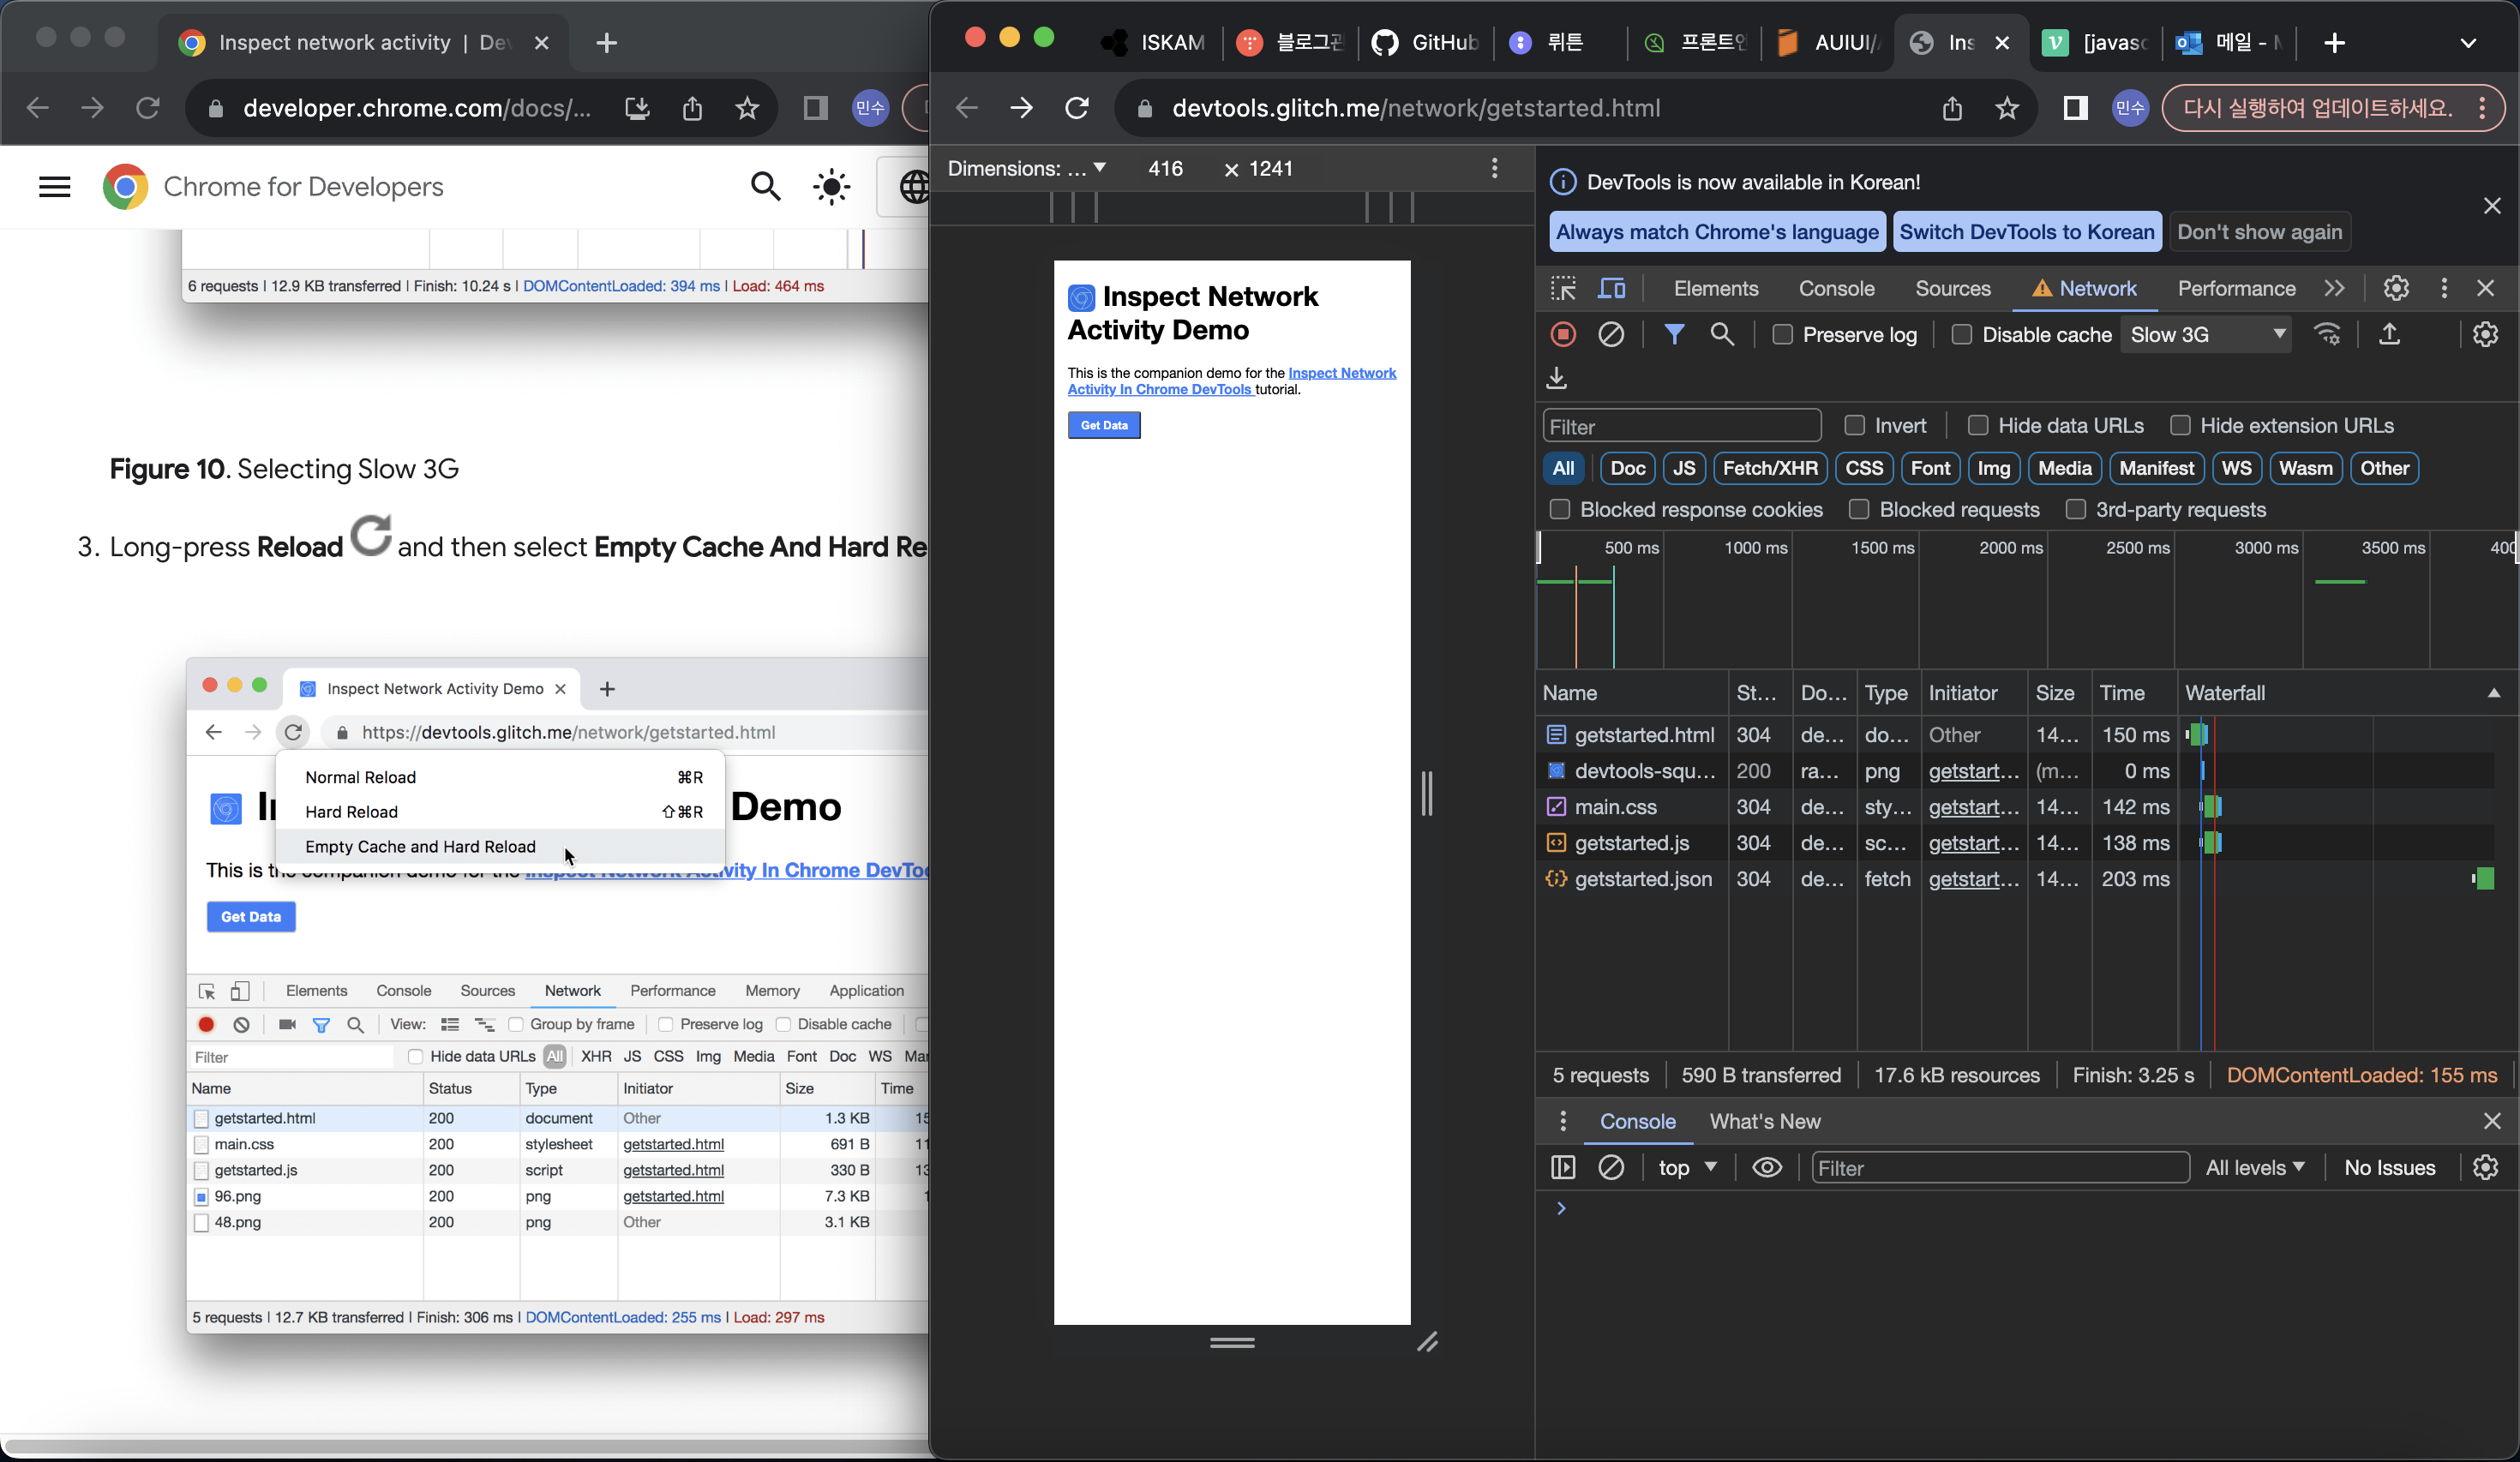 Inspect network activity | De
developer.chrome.com/docs/...
민수
Chrome for Developers
6 requests | 12.9 KB transferred | Finish: 10.24 s | DOMContentLoaded: 394 ms | Load: 464 ms
Figure 10. Selecting Slow 3G
3. Long-press Reload and then select Empty Cache And Hard Re
Inspect Network Activity Demo
https://devtools.glitch.me/network/getstarted.html
Normal Reload ⌘R
Hard Reload ⇧⌘R
Empty Cache and Hard Reload
Demo
This is the companion demo for the Inspect Network Activity In Chrome DevToo
Get Data
Elements Console Sources Network Performance Memory Application
View: Group by frame Preserve log Disable cache
Filter Hide data URLs All XHR JS CSS Img Media Font Doc WS Mar
Name Status Type Initiator Size Time
getstarted.html 200 document Other 1.3 KB 15
main.css 200 stylesheet getstarted.html 691 B 11
getstarted.js 200 script getstarted.html 330 B 13
96.png 200 png getstarted.html 7.3 KB 1
48.png 200 png Other 3.1 KB
5 requests | 12.7 KB transferred | Finish: 306 ms | DOMContentLoaded: 255 ms | Load: 297 ms
ISKAM 블로그관 GitHub 뤼튼 프론트엔 AUIUI/ Ins [javasc 메일 -
devtools.glitch.me/network/getstarted.html
민수
다시 실행하여 업데이트하세요.
Dimensions: ... 416 × 1241
Inspect Network
Activity Demo
This is the companion demo for the Inspect Network
Activity In Chrome DevTools tutorial.
Get Data
DevTools is now available in Korean!
Always match Chrome's language Switch DevTools to Korean Don't show again
Elements Console Sources Network Performance
Preserve log Disable cache Slow 3G
Filter Invert Hide data URLs Hide extension URLs
All Doc JS Fetch/XHR CSS Font Img Media Manifest WS Wasm Other
Blocked response cookies Blocked requests 3rd-party requests
500 ms 1000 ms 1500 ms 2000 ms 2500 ms 3000 ms 3500 ms 400
Name St... Do... Type Initiator Size Time Waterfall
getstarted.html 304 de... do... Other 14... 150 ms
devtools-squ... 200 ra... png getstart... (m... 0 ms
main.css 304 de... sty... getstart... 14... 142 ms
getstarted.js 304 de... sc... getstart... 14... 138 ms
getstarted.json 304 de... fetch getstart... 14... 203 ms
5 requests 590 B transferred 17.6 kB resources Finish: 3.25 s DOMContentLoaded: 155 ms
Console What's New
top Filter All levels No Issues